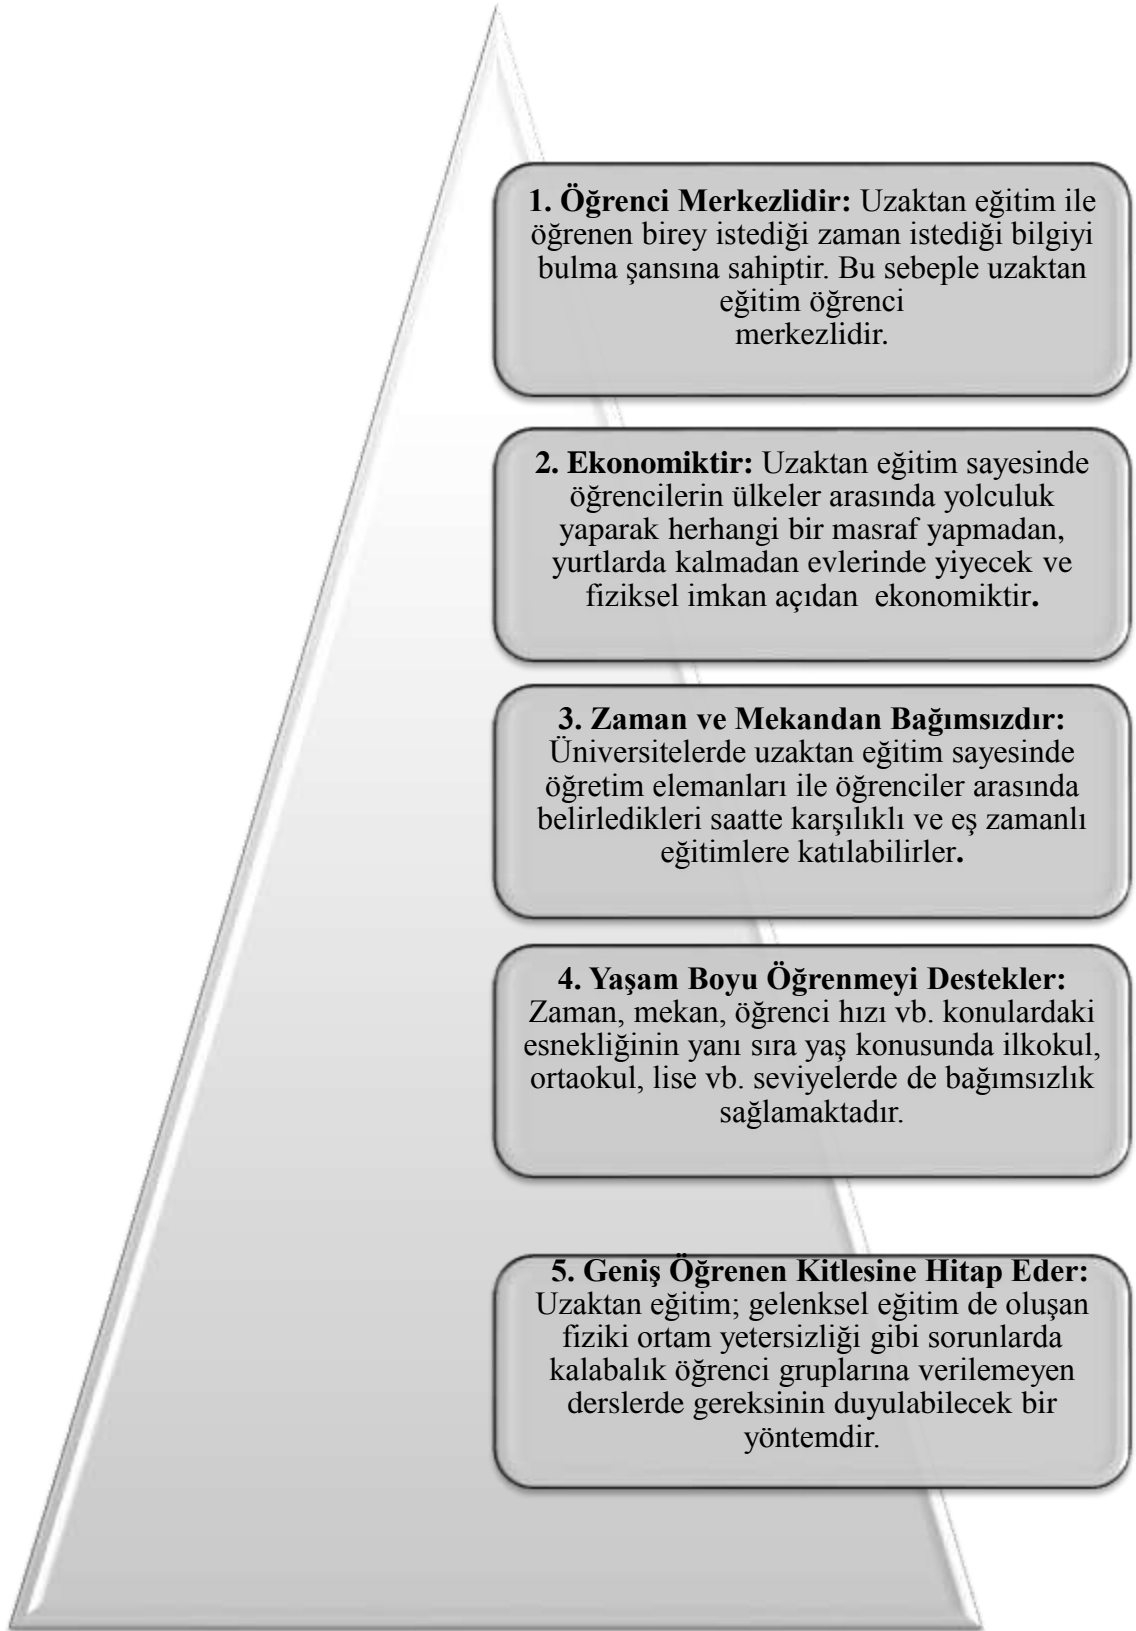 1. Öğrenci Merkezlidir: Uzaktan eğitim ile
öğrenen birey istediği zaman istediği bilgiyi
bulma şansına sahiptir. Bu sebeple uzaktan
eğitim öğrenci
merkezlidir.
2. Ekonomiktir: Uzaktan eğitim sayesinde
öğrencilerin ülkeler arasında yolculuk
yaparak herhangi bir masraf yapmadan,
yurtlarda kalmadan evlerinde yiyecek ve
fiziksel imkan açıdan  ekonomiktir.
3. Zaman ve Mekandan Bağımsızdır:
Üniversitelerde uzaktan eğitim sayesinde
öğretim elemanları ile öğrenciler arasında
belirledikleri saatte karşılıklı ve eş zamanlı
eğitimlere katılabilirler.
4. Yaşam Boyu Öğrenmeyi Destekler:
Zaman, mekan, öğrenci hızı vb. konulardaki
esnekliğinin yanı sıra yaş konusunda ilkokul,
ortaokul, lise vb. seviyelerde de bağımsızlık
sağlamaktadır.
5. Geniş Öğrenen Kitlesine Hitap Eder:
Uzaktan eğitim; gelenksel eğitim de oluşan
fiziki ortam yetersizliği gibi sorunlarda
kalabalık öğrenci gruplarına verilemeyen
derslerde gereksinin duyulabilecek bir
yöntemdir.